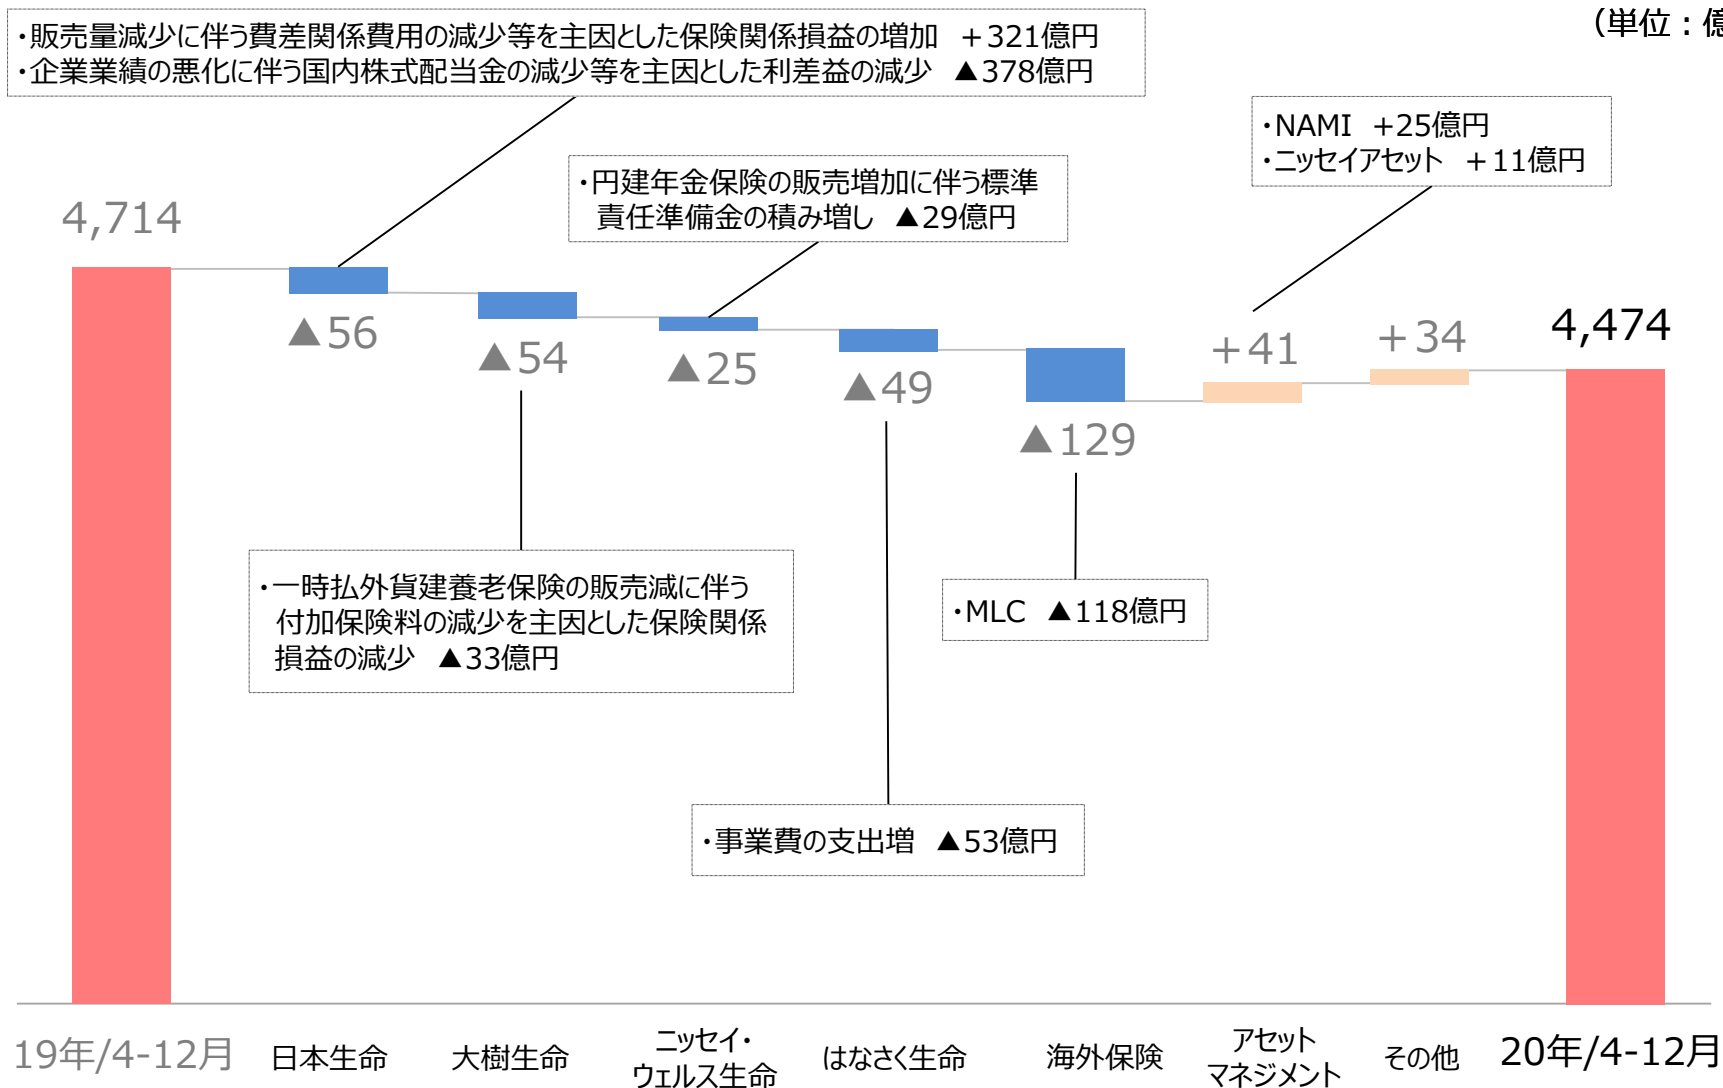 (単位：億
・販売量減少に伴う費差関係費用の減少等を主因とした保険関係損益の増加　+321億円
・企業業績の悪化に伴う国内株式配当金の減少等を主因とした利差益の減少　▲378億円
・NAMI　+25億円
・ニッセイアセット　+11億円
・円建年金保険の販売増加に伴う標準
責任準備金の積み増し　▲29億円
4,714
▲56
▲54
▲25
▲49
▲129
+41
+34
4,474
・一時払外貨建養老保険の販売減に伴う
付加保険料の減少を主因とした保険関係
損益の減少　▲33億円
・MLC　▲118億円
・事業費の支出増　▲53億円
19年/4-12月
日本生命
大樹生命
ニッセイ・
ウェルス生命
はなさく生命
海外保険
アセット
マネジメント
その他
20年/4-12月